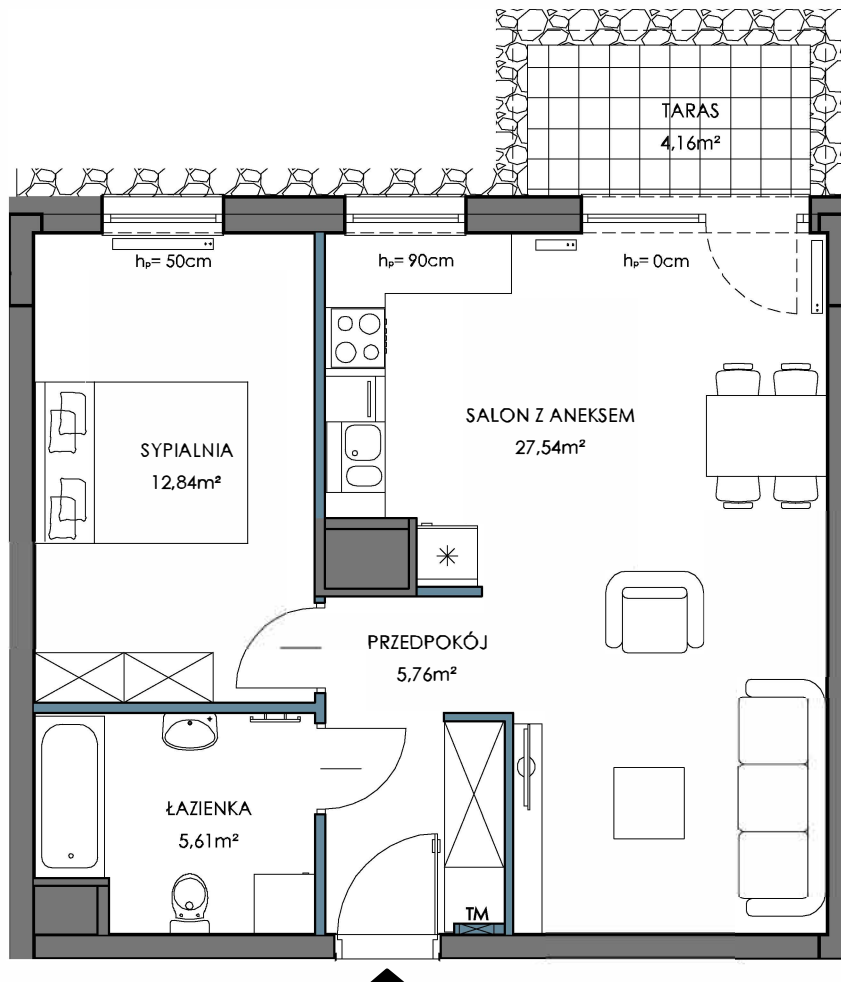 TARAS
4,16m²
hₚ= 50cm
hₚ= 90cm
hₚ= 0cm
SALON Z ANEKSEM
27,54m²
SYPIALNIA
12,84m²
PRZEDPOKÓJ
5,76m²
ŁAZIENKA
5,61m²
TM